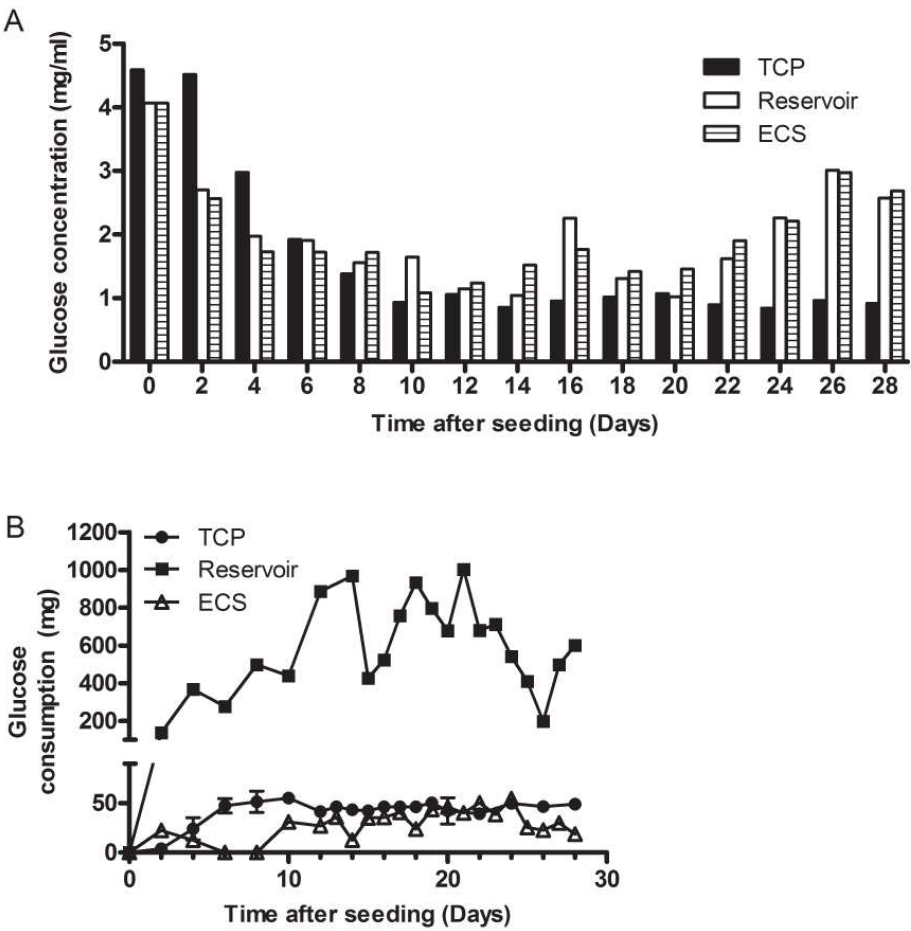 A
Glucose concentration (mg/ml)
5
4
3
2
1
0
TCP
Reservoir
ECS
0 2 4 6 8 10 12 14 16 18 20 22 24 26 28
Time after seeding (Days)
B
Glucose
consumption (mg)
1200
1000
800
600
400
200
50
0
TCP
Reservoir
ECS
0 10 20 30
Time after seeding (Days)